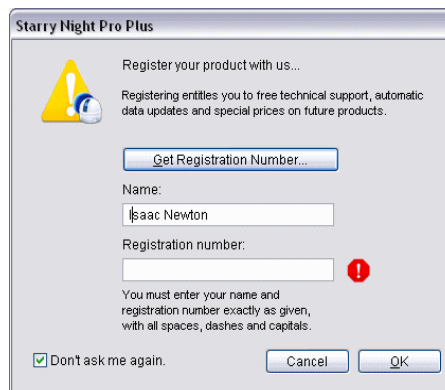 Starry Night Pro Plus
Register your product with us...
Registering entitles you to free technical support, automatic
data updates and special prices on future products.
Get Registration Number...
Name:
Isaac Newton
Registration number:
You must enter your name and
registration number exactly as given,
with all spaces, dashes and capitals.
Don't ask me again.
Cancel
OK